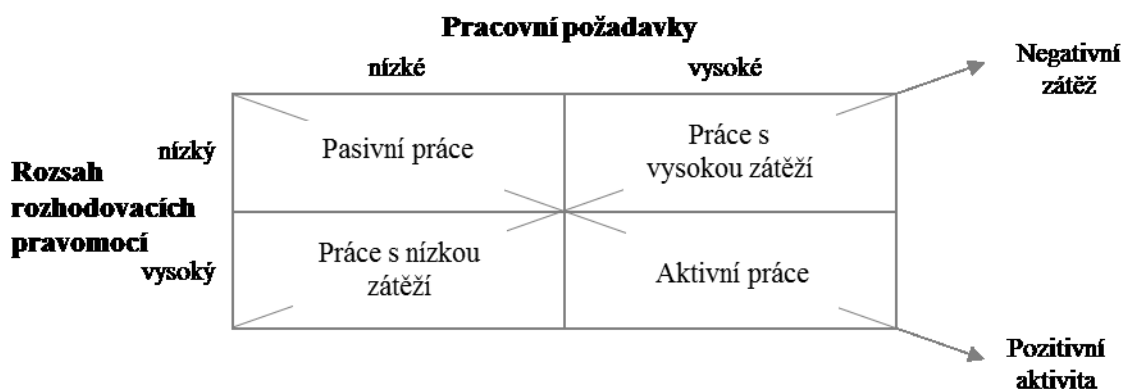 Pracovní požadavky
nízké
vysoké
Negativní
zátěž
nízký
Pasivní práce
Práce s
vysokou zátěží
Rozsah
rozhodovacích
pravomocí
vysoký
Práce s nízkou
zátěží
Aktivní práce
Pozitivní
aktivita